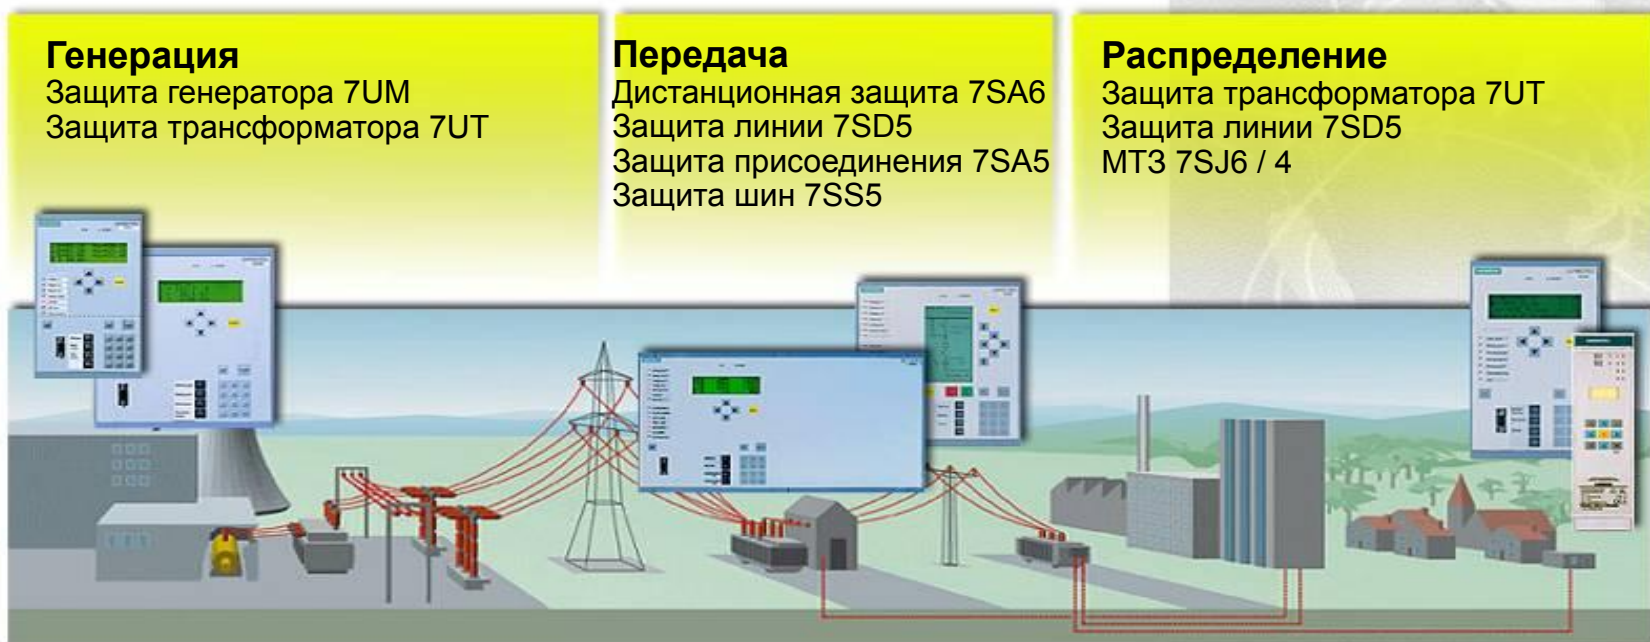 Генерация
Защита генератора 7UM
Защита трансформатора 7UT
Передача
Дистанционная защита 7SA6
Защита линии 7SD5
Защита присоединения 7SA5
Защита шин 7SS5
Распределение
Защита трансформатора 7UT
Защита линии 7SD5
МТЗ 7SJ6 / 4